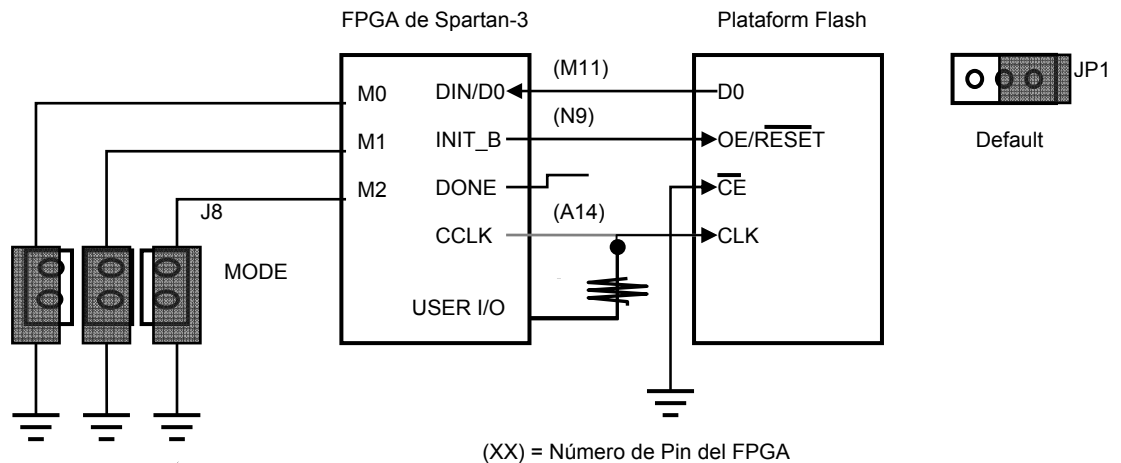 FPGA de Spartan-3
Plataform Flash
(M11)
JP1
M0
DIN/D0
D0
(N9)
M1
INIT_B
OE/RESET
Default
M2
DONE
CE
J8
(A14)
CCLK
CLK
MODE
USER I/O
(XX) = Número de Pin del FPGA